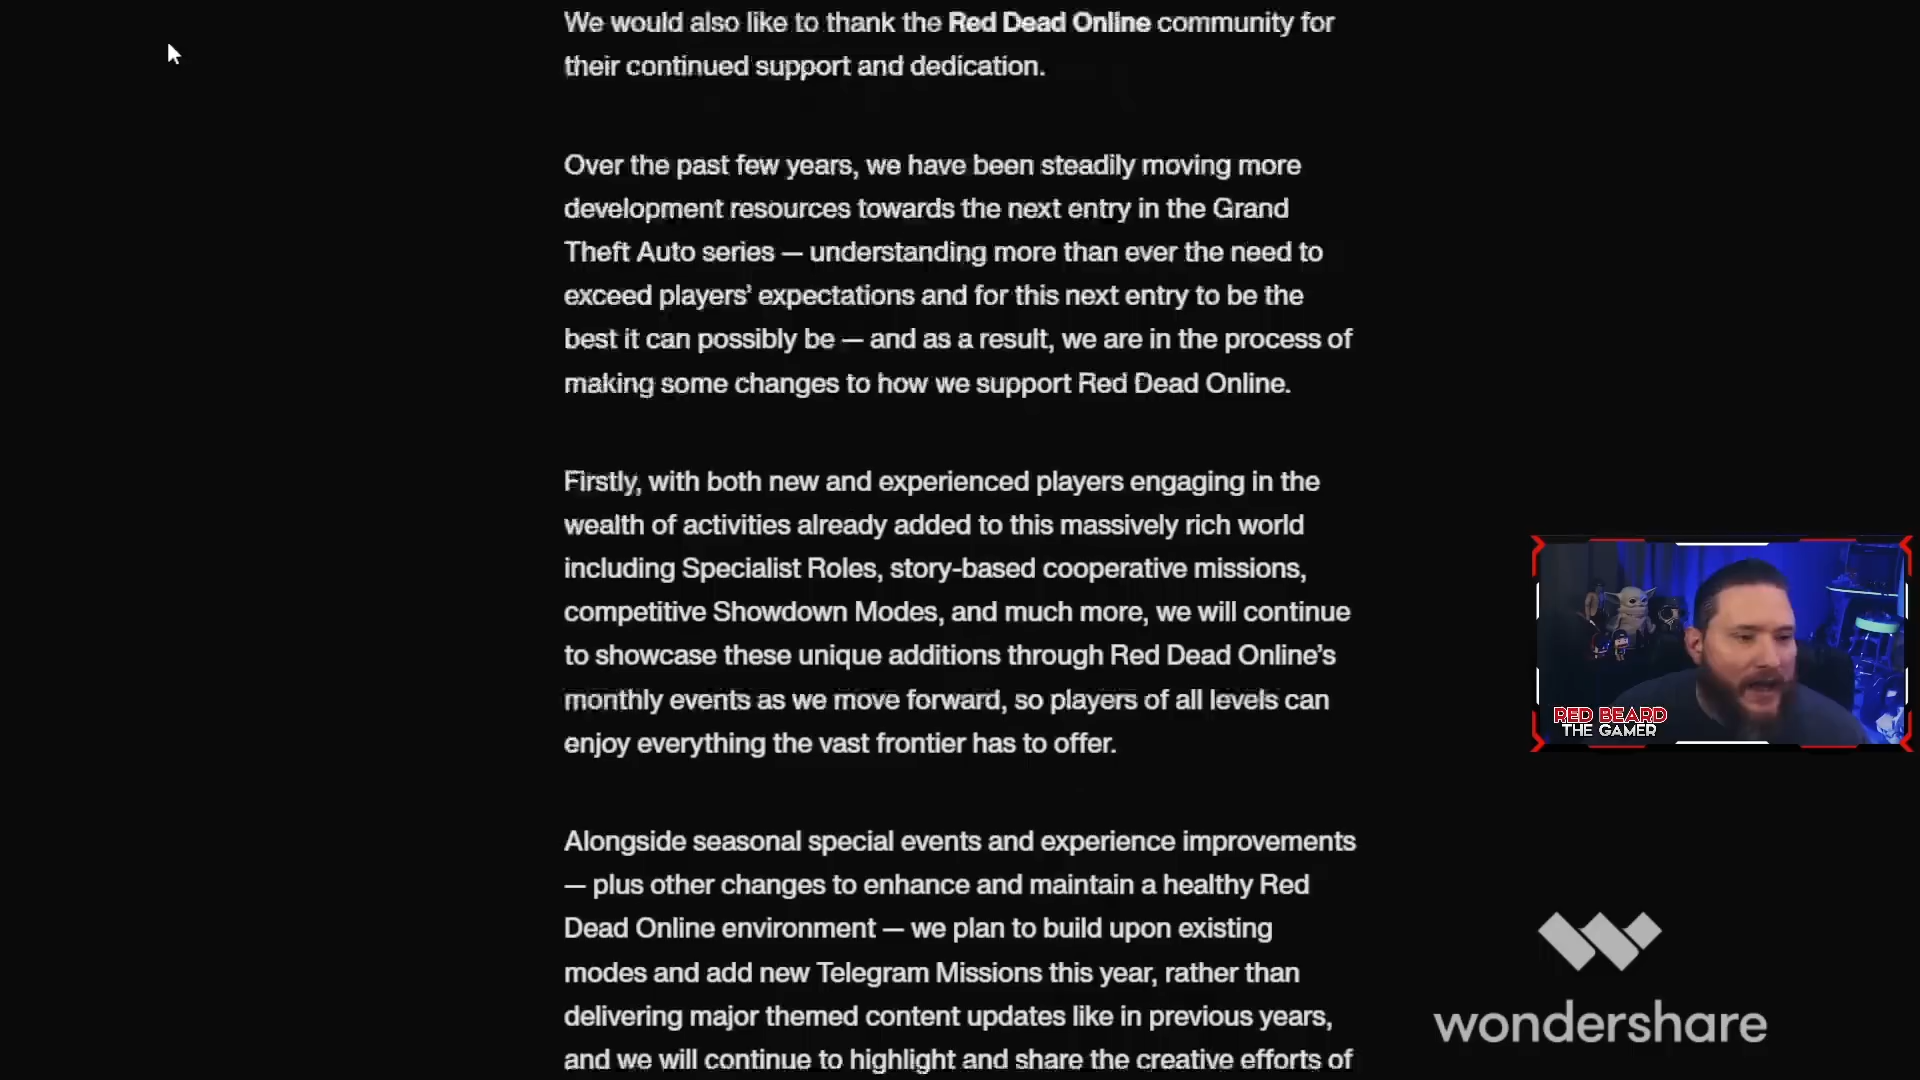 We would also like to thank the Red Dead Online community for
their continued support and dedication.
Over the past few years, we have been steadily moving more
development resources towards the next entry in the Grand
Theft Auto series — understanding more than ever the need to
exceed players’ expectations and for this next entry to be the
best it can possibly be — and as a result, we are in the process of
making some changes to how we support Red Dead Online.
Firstly, with both new and experienced players engaging in the
wealth of activities already added to this massively rich world
including Specialist Roles, story-based cooperative missions,
competitive Showdown Modes, and much more, we will continue
to showcase these unique additions through Red Dead Online’s
monthly events as we move forward, so players of all levels can
enjoy everything the vast frontier has to offer.
Alongside seasonal special events and experience improvements
— plus other changes to enhance and maintain a healthy Red
Dead Online environment — we plan to build upon existing
modes and add new Telegram Missions this year, rather than
delivering major themed content updates like in previous years,
and we will continue to highlight and share the creative efforts of
RED BEARD
THE GAMER
wondershare